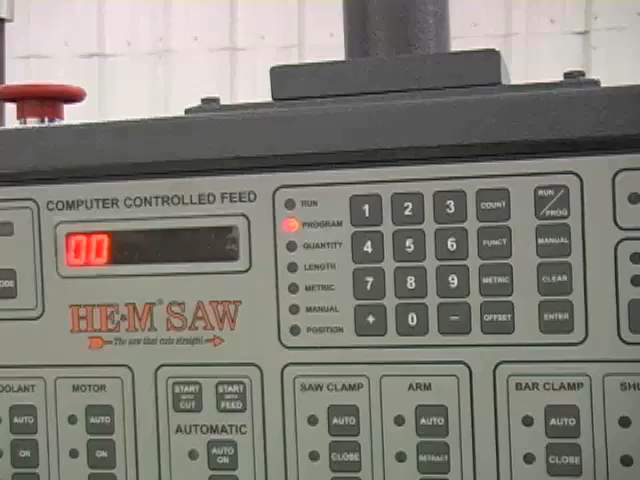 COMPUTER CONTROLLED FEED
00
HE·M® SAW
The saw that cuts straight!
RUN
PROGRAM
QUANTITY
LENGTH
METRIC
MANUAL
POSITION
1 2 3 COUNT RUN/PROG
4 5 6 FUNCT MANUAL
7 8 9 METRIC CLEAR
+ 0 − OFFSET ENTER
MOTOR
AUTO AUTO
ON ON
START AUTO CUT
START AUTO FEED
AUTOMATIC
AUTO ON
SAW CLAMP
AUTO
CLOSE
ARM
AUTO
RETRACT
BAR CLAMP
AUTO
CLOSE